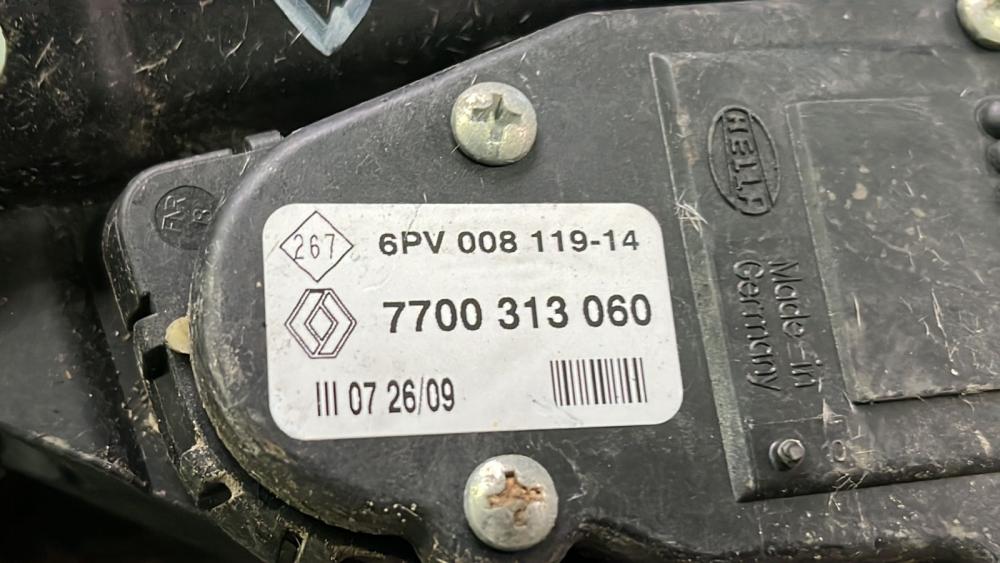 HELLA
267
6PV 008 119-14
7700 313 060
III 07 26/09
Made-in
Germany